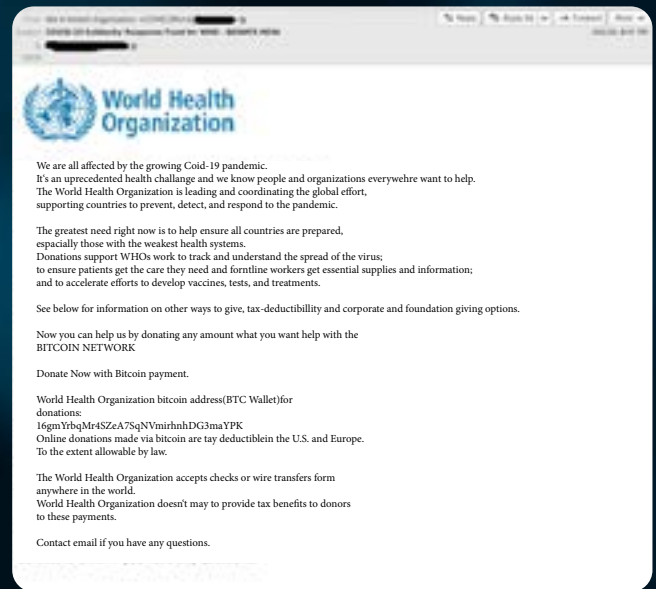 COVID-19 Solidarity Response Fund for WHO - DONATE NOW
World Health
Organization
We are all affected by the growing Coid-19 pandemic.
It's an uprecedented health challange and we know people and organizations everywehre want to help.
The World Health Organization is leading and coordinating the global effort,
supporting countries to prevent, detect, and respond to the pandemic.
The greatest need right now is to help ensure all countries are prepared,
espacially those with the weakest health systems.
Donations support WHOs work to track and understand the spread of the virus;
to ensure patients get the care they need and forntline workers get essential supplies and information;
and to accelerate efforts to develop vaccines, tests, and treatments.
See below for information on other ways to give, tax-deductibillity and corporate and foundation giving options.
Now you can help us by donating any amount what you want help with the
BITCOIN NETWORK
Donate Now with Bitcoin payment.
World Health Organization bitcoin address(BTC Wallet)for
donations:
16gmYrbqMr4SZeA7SqNVmirhnhDG3maYPK
Online donations made via bitcoin are tay deductiblein the U.S. and Europe.
To the extent allowable by law.
The World Health Organization accepts checks or wire transfers form
anywhere in the world.
World Health Organization doesn't may to provide tax benefits to donors
to these payments.
Contact email if you have any questions.